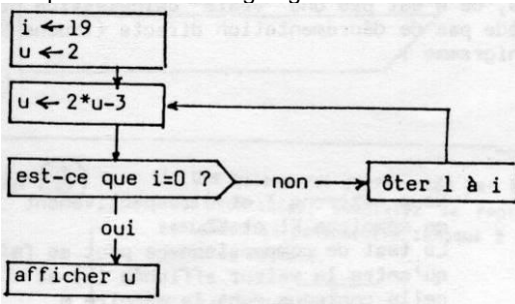 i ← 19
u ← 2
u ← 2*u-3
est-ce que i=0 ?
non
ôter 1 à i
oui
afficher u